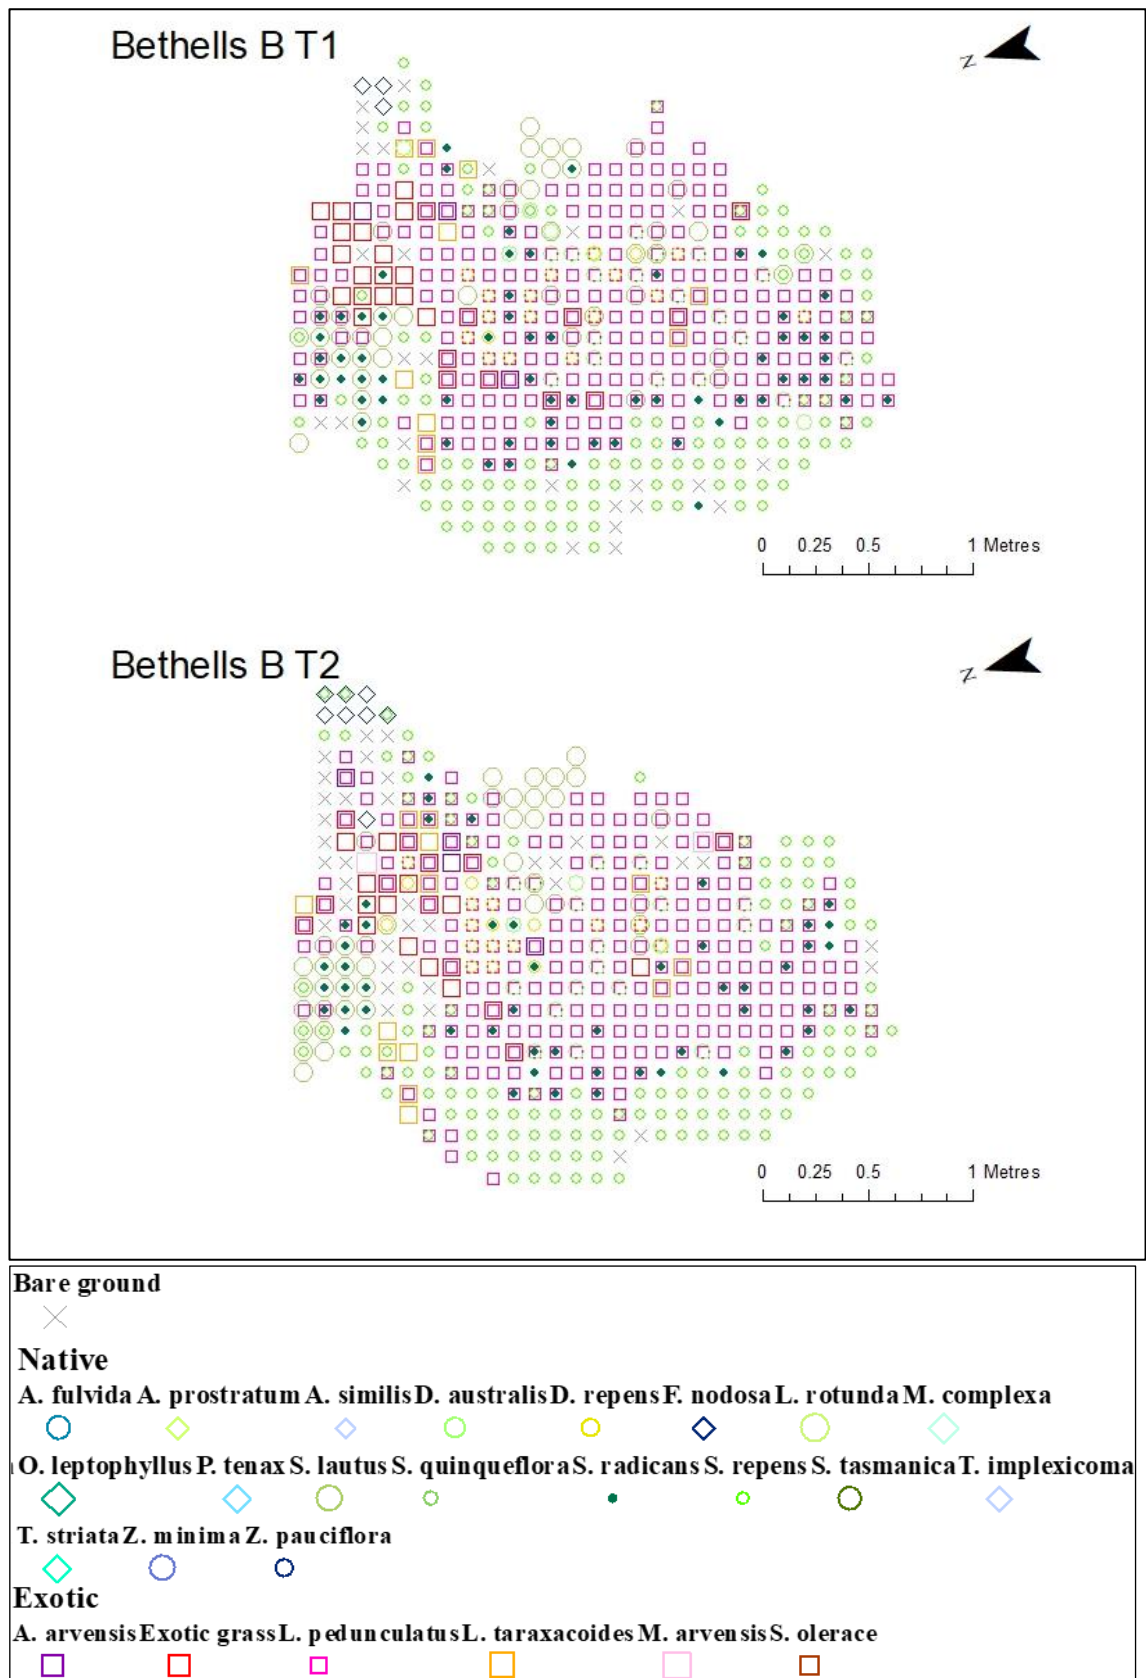 Bethells B T1
N
0 0.25 0.5 1 Metres
Bethells B T2
N
0 0.25 0.5 1 Metres
Bare ground
Native
A. fulvida A. prostratum A. similis D. australis D. repens F. nodosa L. rotunda M. complexa
O. leptophyllus P. tenax S. lautus S. quinqueflora S. radicans S. repens S. tasmanica T. implexicoma
T. striata Z. minima Z. pauciflora
Exotic
A. arvensis Exotic grass L. pedunculatus L. taraxacoides M. arvensis S. olerace